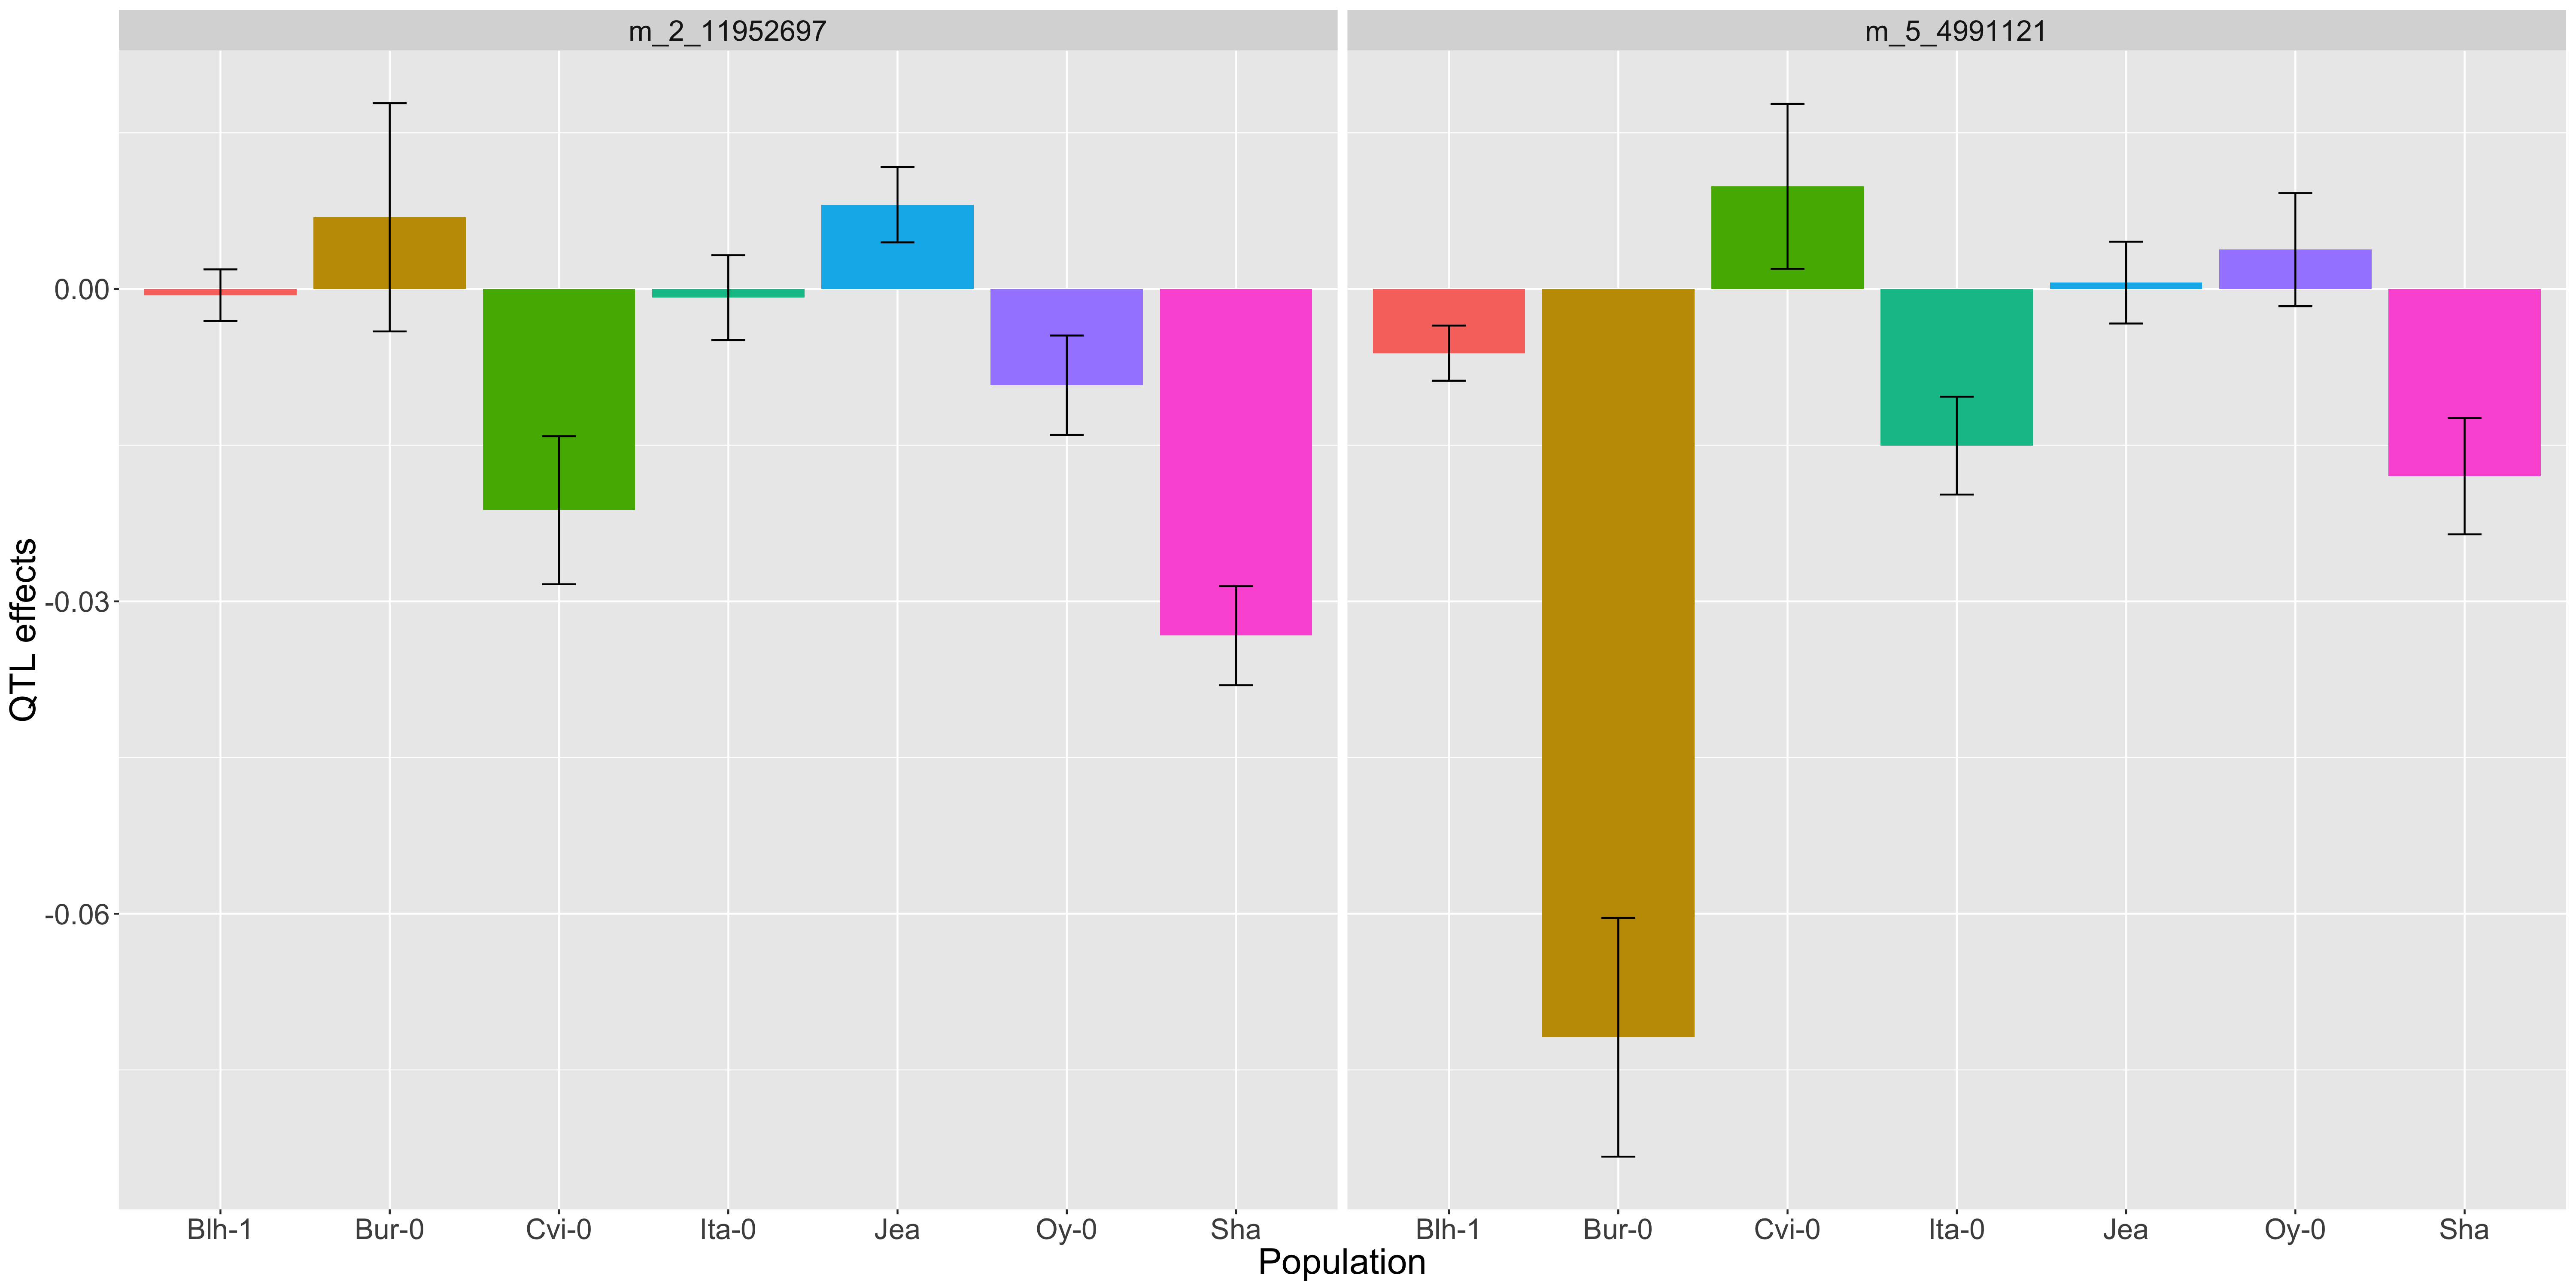 m_2_11952697
m_5_4991121
QTL effects
0.00
-0.03
-0.06
Blh-1 Bur-0 Cvi-0 Ita-0 Jea Oy-0 Sha
Blh-1 Bur-0 Cvi-0 Ita-0 Jea Oy-0 Sha
Population